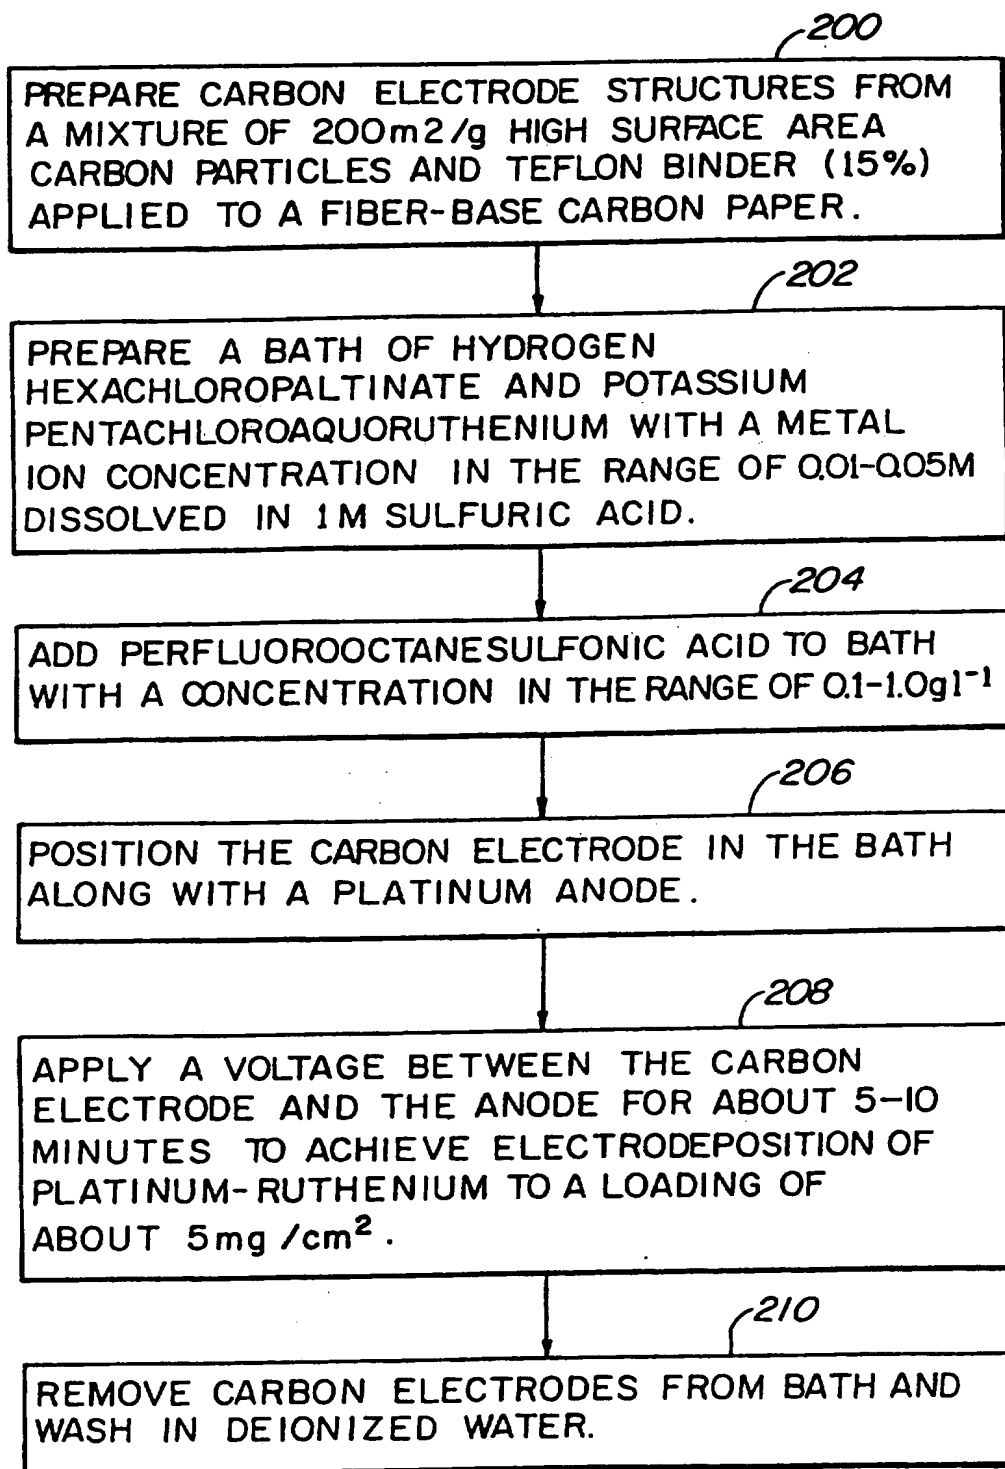 200
PREPARE CARBON ELECTRODE STRUCTURES FROM
A MIXTURE OF 200m2/g HIGH SURFACE AREA
CARBON PARTICLES AND TEFLON BINDER (15%)
APPLIED TO A FIBER-BASE CARBON PAPER.
202
PREPARE A BATH OF HYDROGEN
HEXACHLOROPALTINATE AND POTASSIUM
PENTACHLOROAQUORUTHENIUM WITH A METAL
ION CONCENTRATION IN THE RANGE OF 0.01-0.05M
DISSOLVED IN 1M SULFURIC ACID.
204
ADD PERFLUOROOCTANESULFONIC ACID TO BATH
WITH A CONCENTRATION IN THE RANGE OF 0.1-1.0gl⁻¹
206
POSITION THE CARBON ELECTRODE IN THE BATH
ALONG WITH A PLATINUM ANODE.
208
APPLY A VOLTAGE BETWEEN THE CARBON
ELECTRODE AND THE ANODE FOR ABOUT 5-10
MINUTES TO ACHIEVE ELECTRODEPOSITION OF
PLATINUM-RUTHENIUM TO A LOADING OF
ABOUT 5mg/cm².
210
REMOVE CARBON ELECTRODES FROM BATH AND
WASH IN DEIONIZED WATER.